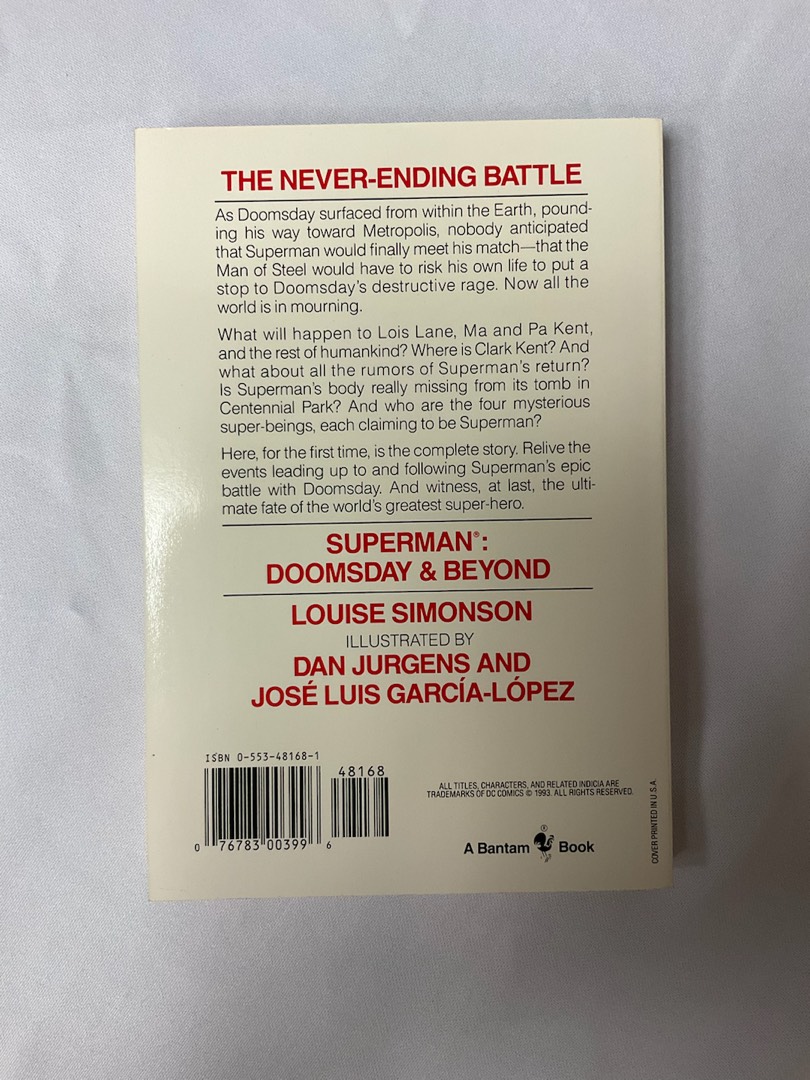 THE NEVER-ENDING BATTLE
As Doomsday surfaced from within the Earth, pound-
ing his way toward Metropolis, nobody anticipated
that Superman would finally meet his match—that the
Man of Steel would have to risk his own life to put a
stop to Doomsday's destructive rage. Now all the
world is in mourning.
What will happen to Lois Lane, Ma and Pa Kent,
and the rest of humankind? Where is Clark Kent? And
what about all the rumors of Superman's return?
Is Superman's body really missing from its tomb in
Centennial Park? And who are the four mysterious
super-beings, each claiming to be Superman?
Here, for the first time, is the complete story. Relive the
events leading up to and following Superman's epic
battle with Doomsday. And witness, at last, the ulti-
mate fate of the world's greatest super-hero.
SUPERMAN®:
DOOMSDAY & BEYOND
LOUISE SIMONSON
ILLUSTRATED BY
DAN JURGENS AND
JOSÉ LUIS GARCÍA-LÓPEZ
ISBN 0-553-48168-1
48168
0 76783 00399 6
ALL TITLES, CHARACTERS, AND RELATED INDICIA ARE
TRADEMARKS OF DC COMICS © 1993. ALL RIGHTS RESERVED.
A Bantam ® Book
COVER PRINTED IN U.S.A.